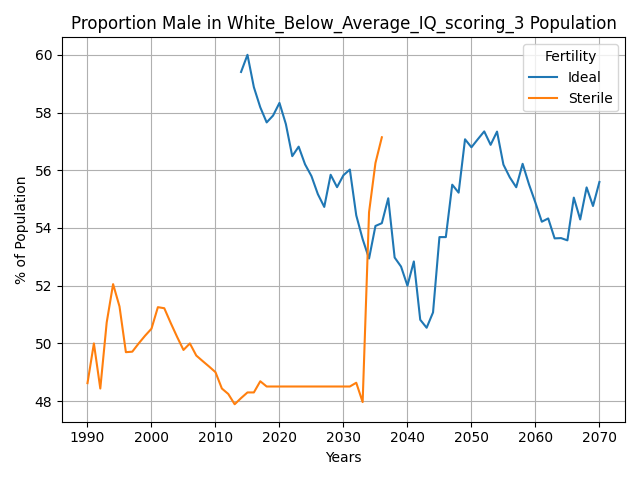 Proportion Male in White_Below_Average_IQ_scoring_3 Population
Fertility
Ideal
Sterile
% of Population
60
58
56
54
52
50
48
1990 2000 2010 2020 2030 2040 2050 2060 2070
Years